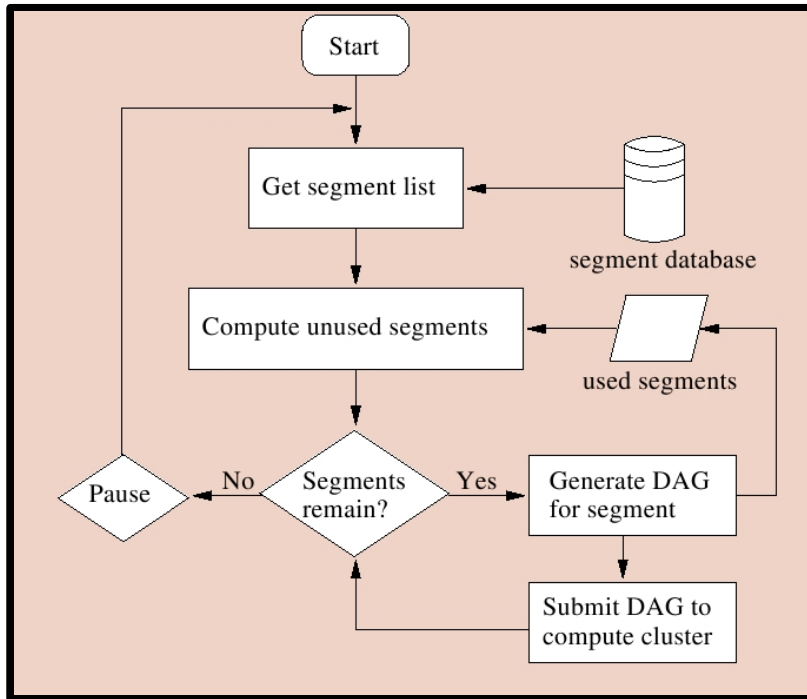 Start
Get segment list
segment database
Compute unused segments
used segments
Pause
No
Segments
remain?
Yes
Generate DAG
for segment
Submit DAG to
compute cluster